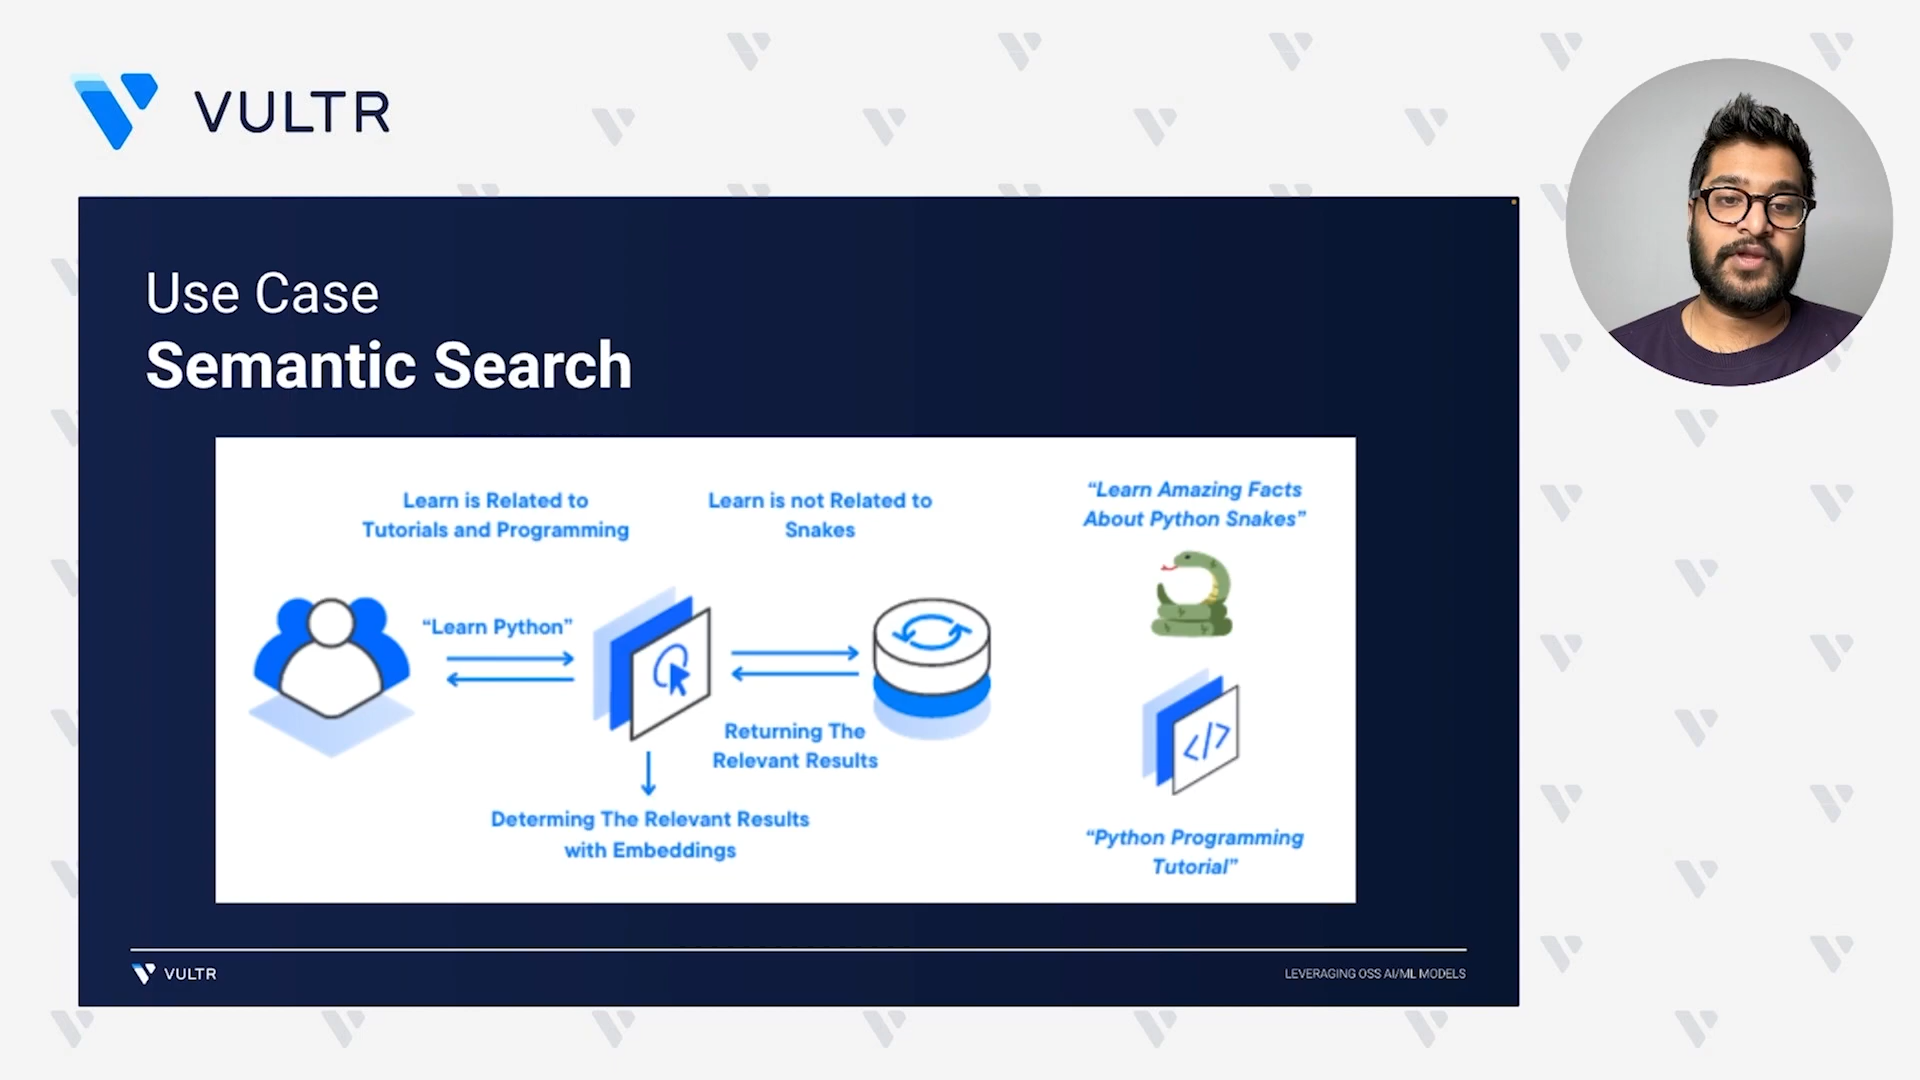 VULTR
Use Case
Semantic Search
Learn is Related to
Tutorials and Programming
Learn is not Related to
Snakes
“Learn Amazing Facts
About Python Snakes”
“Learn Python”
Returning The
Relevant Results
Determing The Relevant Results
with Embeddings
“Python Programming
Tutorial”
VULTR
LEVERAGING OSS AI/ML MODELS